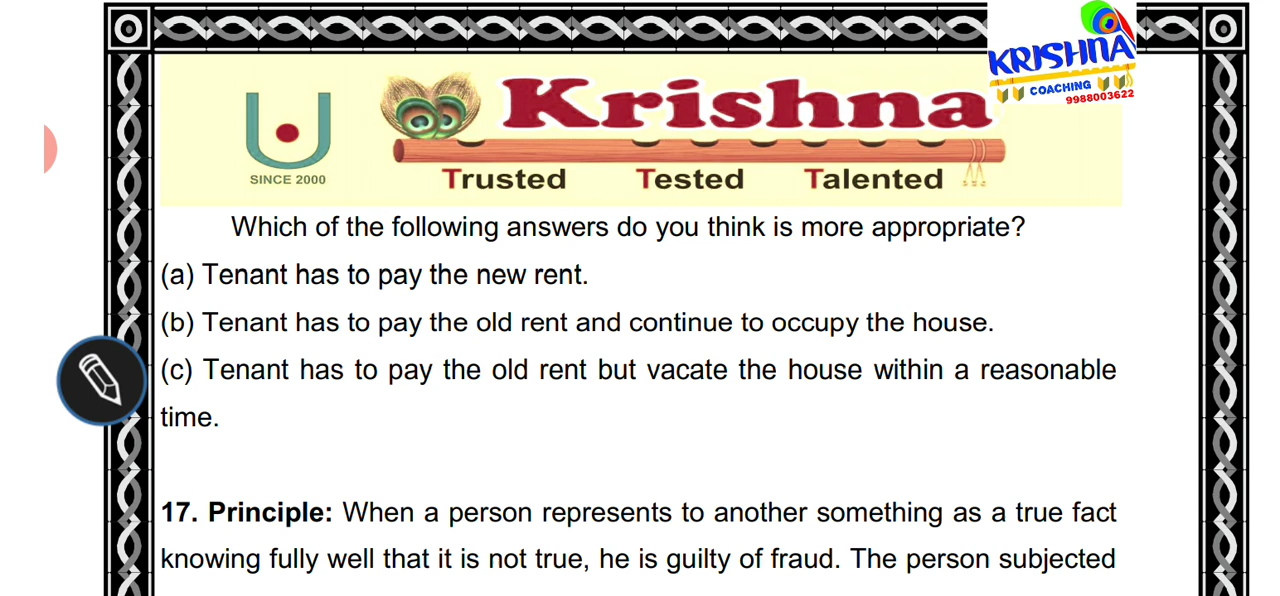 KRISHNA
COACHING
9988003622
Krishna
SINCE 2000
Trusted Tested Talented
Which of the following answers do you think is more appropriate?
(a) Tenant has to pay the new rent.
(b) Tenant has to pay the old rent and continue to occupy the house.
(c) Tenant has to pay the old rent but vacate the house within a reasonable
time.
17. Principle: When a person represents to another something as a true fact
knowing fully well that it is not true, he is guilty of fraud. The person subjected